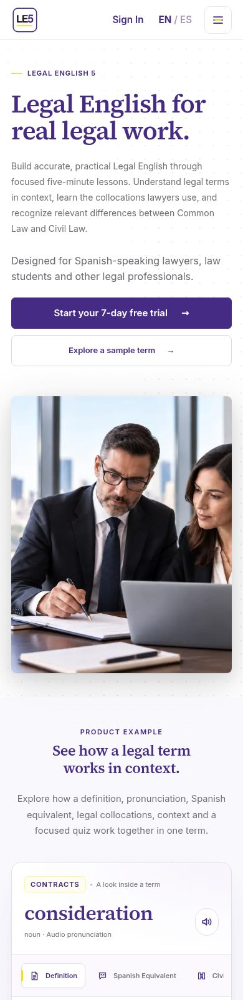 LE5
Sign In
EN / ES
LEGAL ENGLISH 5
Legal English for
real legal work.
Build accurate, practical Legal English through
focused five-minute lessons. Understand legal terms
in context, learn the collocations lawyers use, and
recognize relevant differences between Common
Law and Civil Law.
Designed for Spanish-speaking lawyers, law
students and other legal professionals.
Start your 7-day free trial →
Explore a sample term →
PRODUCT EXAMPLE
See how a legal term
works in context.
Explore how a definition, pronunciation, Spanish
equivalent, legal collocations, context and a
focused quiz work together in one term.
CONTRACTS • A look inside a term
consideration
noun · Audio pronunciation
Definition Spanish Equivalent